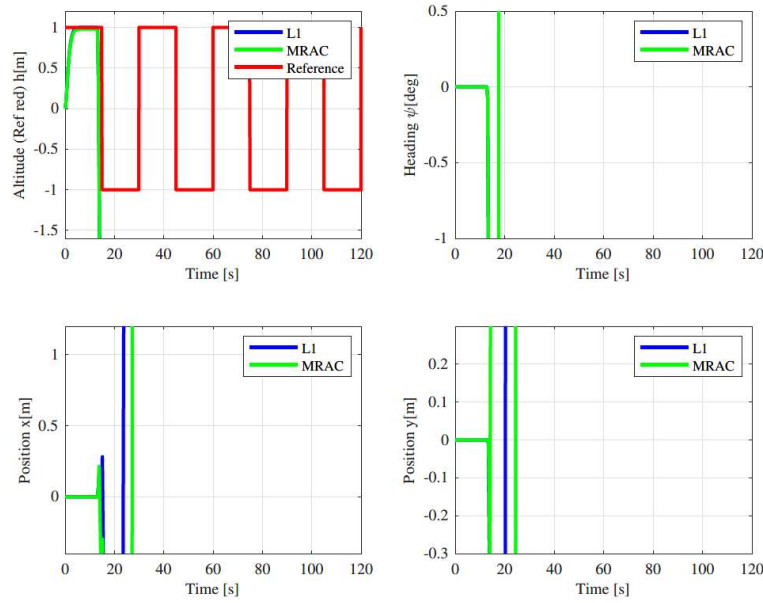 L1
MRAC
Reference
Altitude (Ref red) h[m]
1
0.5
0
-0.5
-1
-1.5
0 20 40 60 80 100 120
Time [s]
Heading ψ[deg]
0.5
0
-0.5
-1
0 20 40 60 80 100 120
Time [s]
L1
MRAC
Position x[m]
1
0.5
0
0 20 40 60 80 100 120
Time [s]
L1
MRAC
Position y[m]
0.2
0.1
0
-0.1
-0.2
-0.3
0 20 40 60 80 100 120
Time [s]
L1
MRAC